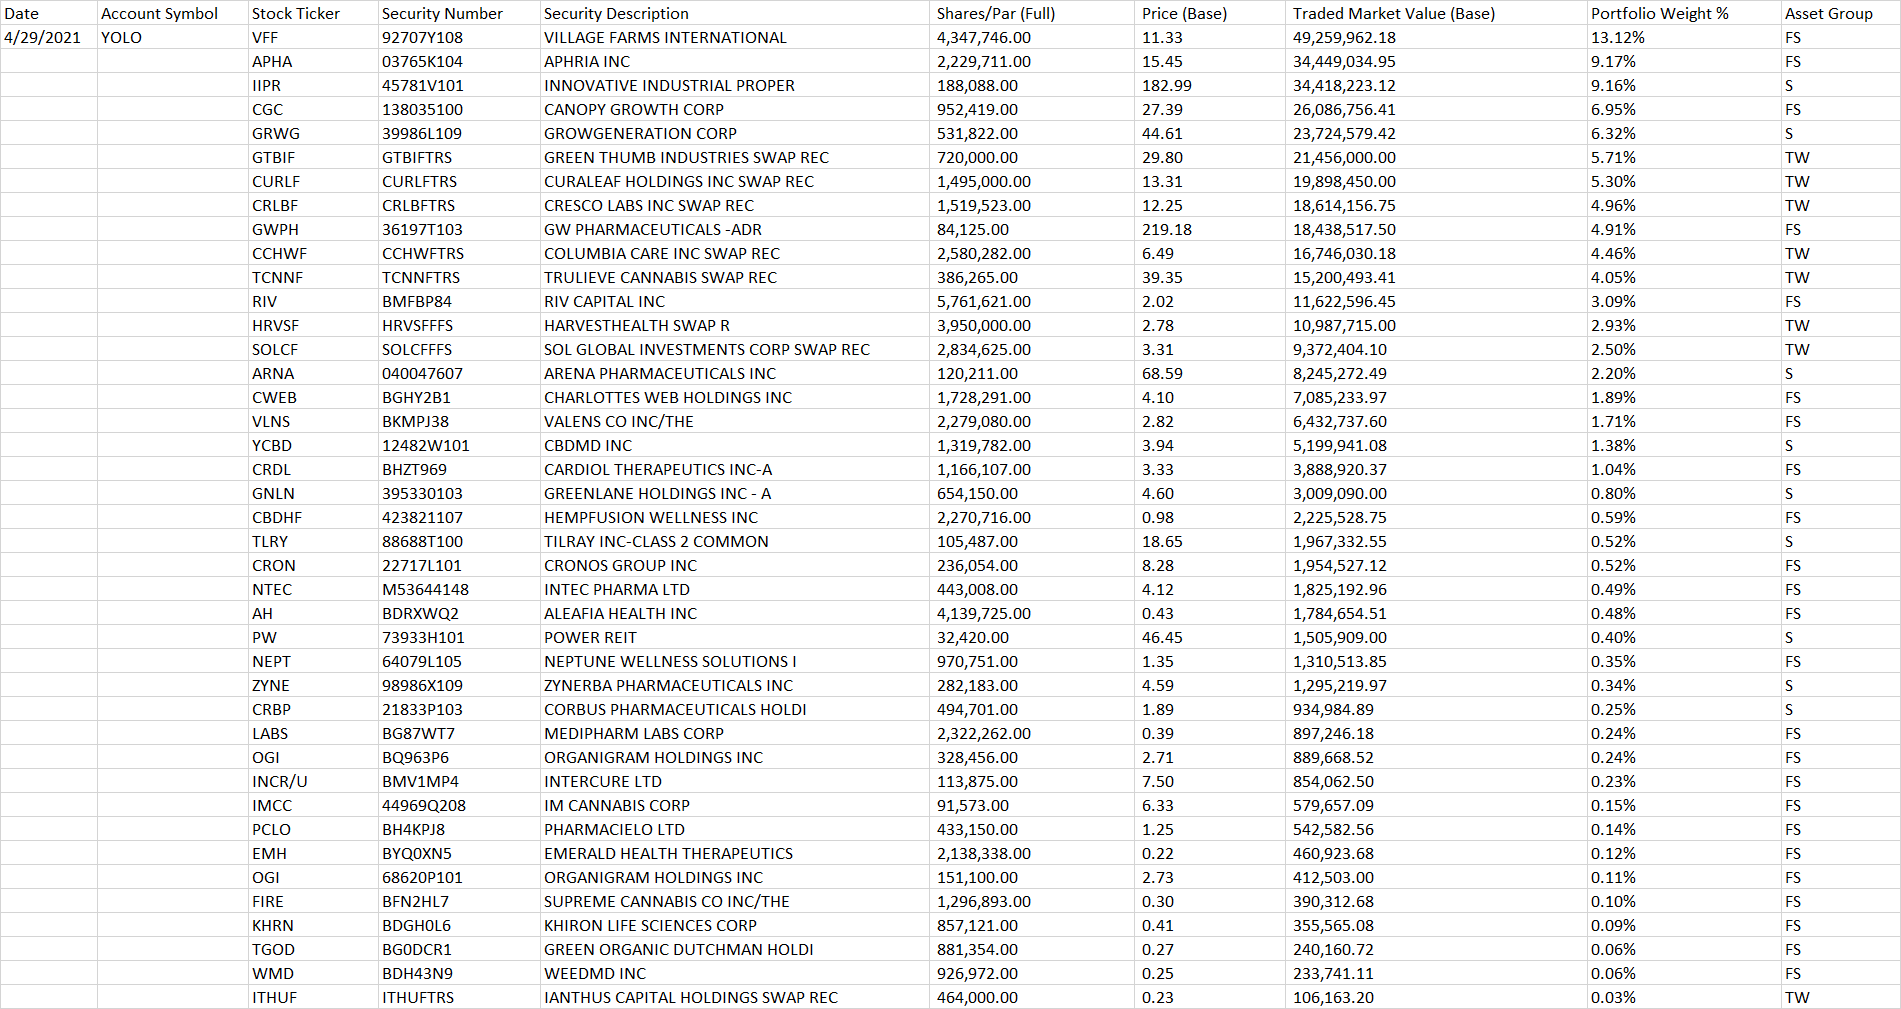 Date Account Symbol Stock Ticker Security Number Security Description Shares/Par (Full) Price (Base) Traded Market Value (Base) Portfolio Weight % Asset Group
4/29/2021 YOLO VFF 92707Y108 VILLAGE FARMS INTERNATIONAL 4,347,746.00 11.33 49,259,962.18 13.12% FS
APHA 03765K104 APHRIA INC 2,229,711.00 15.45 34,449,034.95 9.17% FS
IIPR 45781V101 INNOVATIVE INDUSTRIAL PROPER 188,088.00 182.99 34,418,223.12 9.16% S
CGC 138035100 CANOPY GROWTH CORP 952,419.00 27.39 26,086,756.41 6.95% FS
GRWG 39986L109 GROWGENERATION CORP 531,822.00 44.61 23,724,579.42 6.32% S
GTBIF GTBIFTRS GREEN THUMB INDUSTRIES SWAP REC 720,000.00 29.80 21,456,000.00 5.71% TW
CURLF CURLFTRS CURALEAF HOLDINGS INC SWAP REC 1,495,000.00 13.31 19,898,450.00 5.30% TW
CRLBF CRLBFTRS CRESCO LABS INC SWAP REC 1,519,523.00 12.25 18,614,156.75 4.96% TW
GWPH 36197T103 GW PHARMACEUTICALS -ADR 84,125.00 219.18 18,438,517.50 4.91% FS
CCHWF CCHWFTRS COLUMBIA CARE INC SWAP REC 2,580,282.00 6.49 16,746,030.18 4.46% TW
TCNNF TCNNFTRS TRULIEVE CANNABIS SWAP REC 386,265.00 39.35 15,200,493.41 4.05% TW
RIV BMFBP84 RIV CAPITAL INC 5,761,621.00 2.02 11,622,596.45 3.09% FS
HRVSF HRVSFFFS HARVESTHEALTH SWAP R 3,950,000.00 2.78 10,987,715.00 2.93% TW
SOLCF SOLCFFFS SOL GLOBAL INVESTMENTS CORP SWAP REC 2,834,625.00 3.31 9,372,404.10 2.50% TW
ARNA 040047607 ARENA PHARMACEUTICALS INC 120,211.00 68.59 8,245,272.49 2.20% S
CWEB BGHY2B1 CHARLOTTES WEB HOLDINGS INC 1,728,291.00 4.10 7,085,233.97 1.89% FS
VLNS BKMPJ38 VALENS CO INC/THE 2,279,080.00 2.82 6,432,737.60 1.71% FS
YCBD 12482W101 CBDMD INC 1,319,782.00 3.94 5,199,941.08 1.38% S
CRDL BHZT969 CARDIOL THERAPEUTICS INC-A 1,166,107.00 3.33 3,888,920.37 1.04% FS
GNLN 395330103 GREENLANE HOLDINGS INC - A 654,150.00 4.60 3,009,090.00 0.80% S
CBDHF 423821107 HEMPFUSION WELLNESS INC 2,270,716.00 0.98 2,225,528.75 0.59% FS
TLRY 88688T100 TILRAY INC-CLASS 2 COMMON 105,487.00 18.65 1,967,332.55 0.52% S
CRON 22717L101 CRONOS GROUP INC 236,054.00 8.28 1,954,527.12 0.52% FS
NTEC M53644148 INTEC PHARMA LTD 443,008.00 4.12 1,825,192.96 0.49% FS
AH BDRXWQ2 ALEAFIA HEALTH INC 4,139,725.00 0.43 1,784,654.51 0.48% FS
PW 73933H101 POWER REIT 32,420.00 46.45 1,505,909.00 0.40% S
NEPT 64079L105 NEPTUNE WELLNESS SOLUTIONS I 970,751.00 1.35 1,310,513.85 0.35% FS
ZYNE 98986X109 ZYNERBA PHARMACEUTICALS INC 282,183.00 4.59 1,295,219.97 0.34% S
CRBP 21833P103 CORBUS PHARMACEUTICALS HOLDI 494,701.00 1.89 934,984.89 0.25% S
LABS BG87WT7 MEDIPHARM LABS CORP 2,322,262.00 0.39 897,246.18 0.24% FS
OGI BQ963P6 ORGANIGRAM HOLDINGS INC 328,456.00 2.71 889,668.52 0.24% FS
INCR/U BMV1MP4 INTERCURE LTD 113,875.00 7.50 854,062.50 0.23% FS
IMCC 44969Q208 IM CANNABIS CORP 91,573.00 6.33 579,657.09 0.15% FS
PCLO BH4KPJ8 PHARMACIELO LTD 433,150.00 1.25 542,582.56 0.14% FS
EMH BYQ0XN5 EMERALD HEALTH THERAPEUTICS 2,138,338.00 0.22 460,923.68 0.12% FS
OGI 68620P101 ORGANIGRAM HOLDINGS INC 151,100.00 2.73 412,503.00 0.11% FS
FIRE BFN2HL7 SUPREME CANNABIS CO INC/THE 1,296,893.00 0.30 390,312.68 0.10% FS
KHRN BDGH0L6 KHIRON LIFE SCIENCES CORP 857,121.00 0.41 355,565.08 0.09% FS
TGOD BG0DCR1 GREEN ORGANIC DUTCHMAN HOLDI 881,354.00 0.27 240,160.72 0.06% FS
WMD BDH43N9 WEEDMD INC 926,972.00 0.25 233,741.11 0.06% FS
ITHUF ITHUFTRS IANTHUS CAPITAL HOLDINGS SWAP REC 464,000.00 0.23 106,163.20 0.03% TW